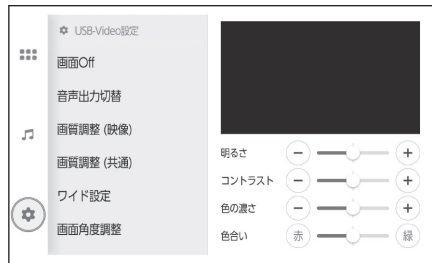 USB-Video設定
画面Off
音声出力切替
画質調整 (映像)
画質調整 (共通)
ワイド設定
画面角度調整
明るさ
コントラスト
色の濃さ
色合い 赤 緑